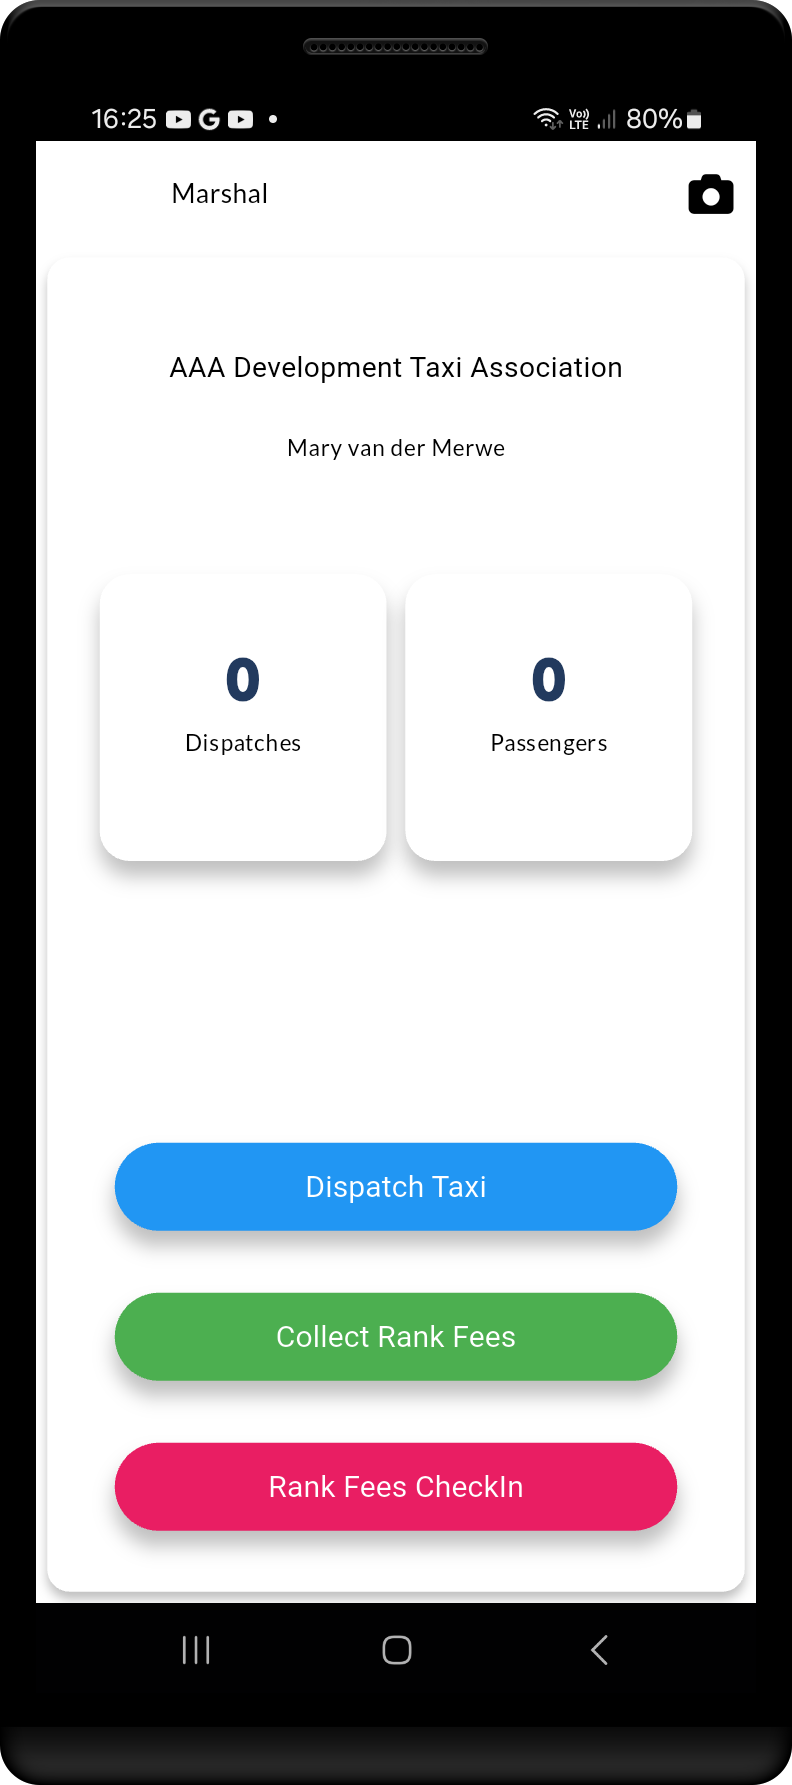 16:25
Vo))
LTE
80%
Marshal
AAA Development Taxi Association
Mary van der Merwe
0
0
Dispatches
Passengers
Dispatch Taxi
Collect Rank Fees
Rank Fees CheckIn